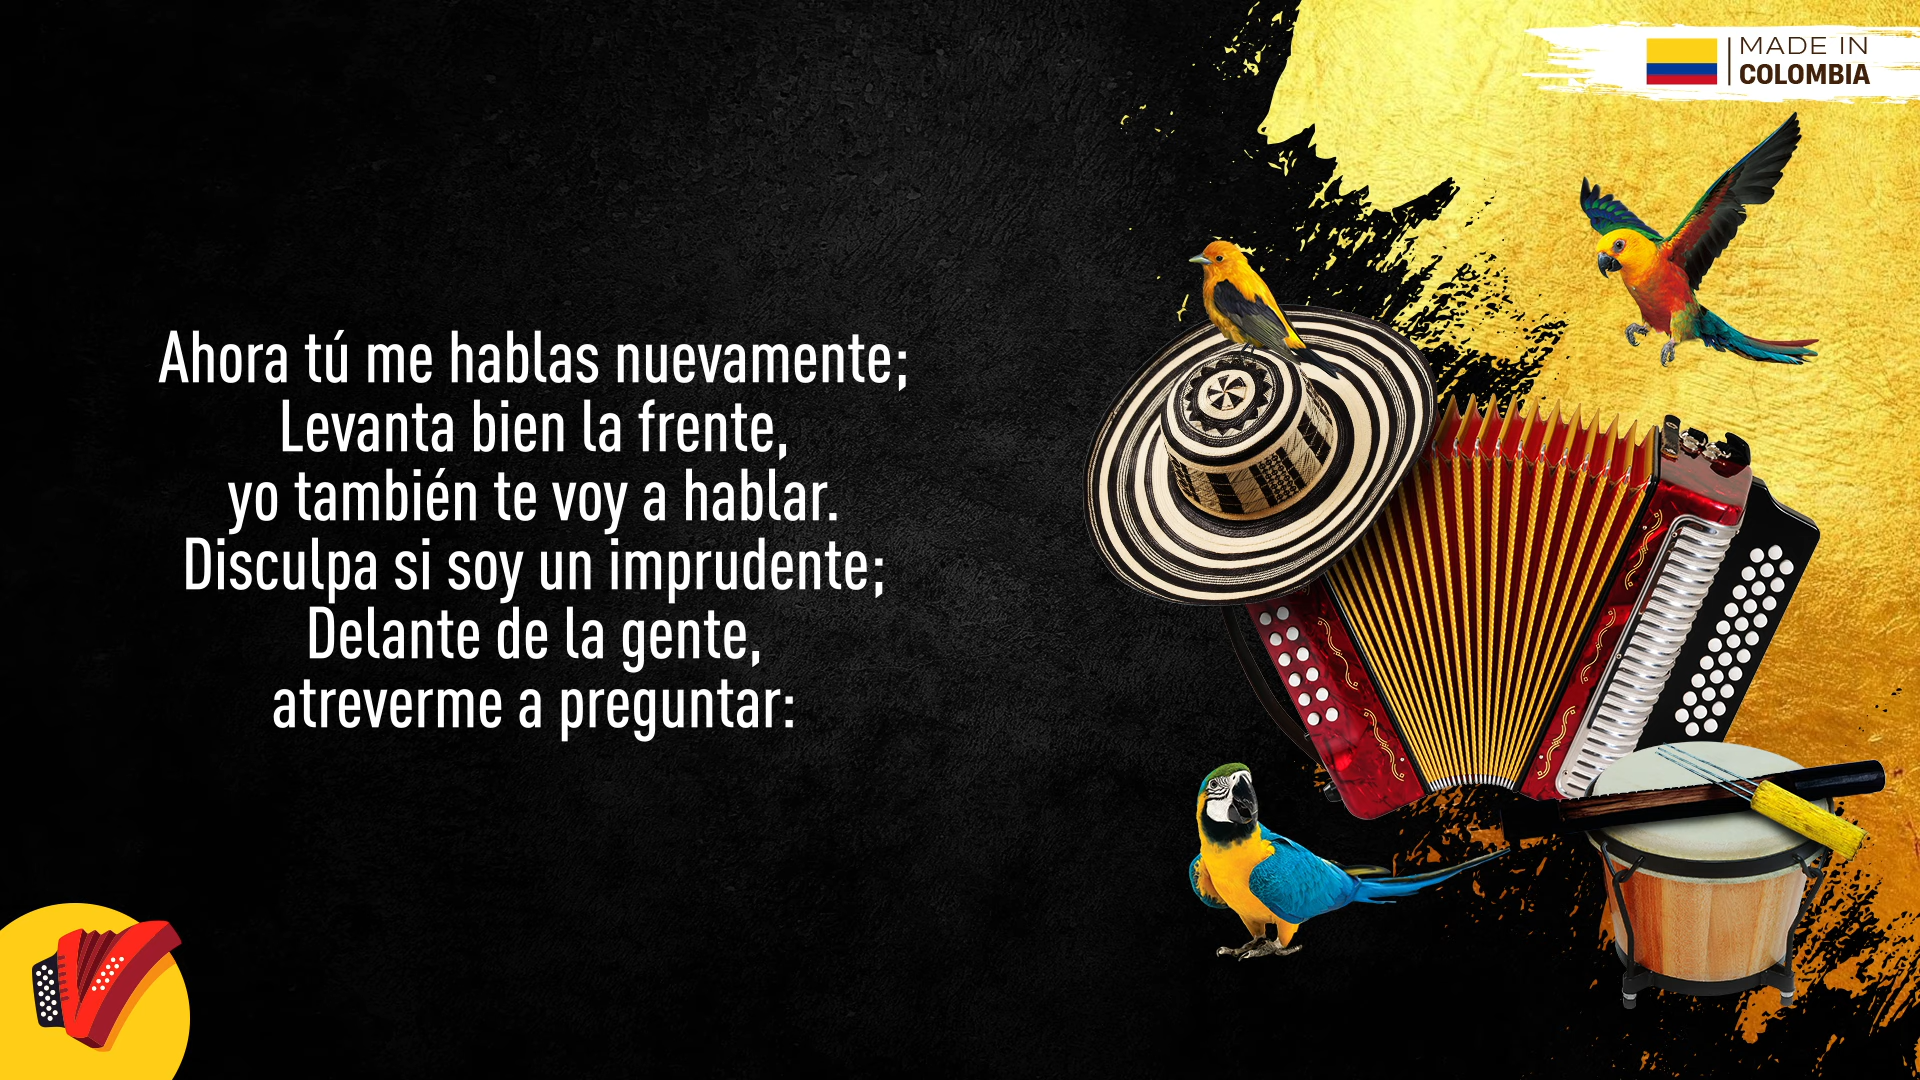 MADE IN
COLOMBIA
Ahora tú me hablas nuevamente;
Levanta bien la frente,
yo también te voy a hablar.
Disculpa si soy un imprudente;
Delante de la gente,
atreverme a preguntar: